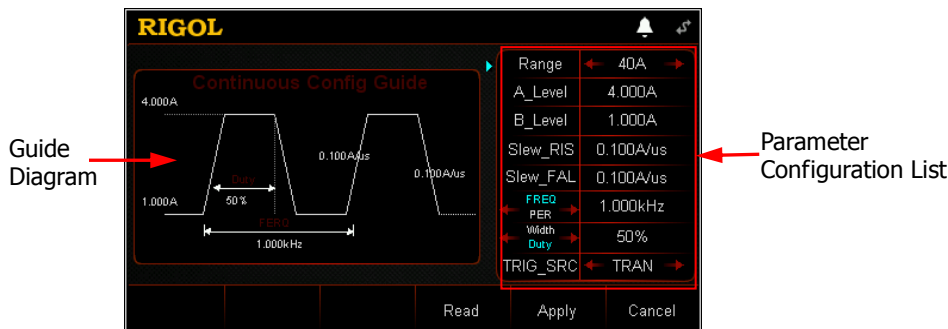 RIGOL
Continuous Config Guide
4.000A
0.100A/us
0.100A/us
Duty
50%
1.000A
FERQ
1.000kHz
Range 40A
A_Level 4.000A
B_Level 1.000A
Slew_RIS 0.100A/us
Slew_FAL 0.100A/us
FREQ
PER
1.000kHz
Width
Duty
50%
TRIG_SRC TRAN
Read Apply Cancel
Guide
Diagram
Parameter
Configuration List